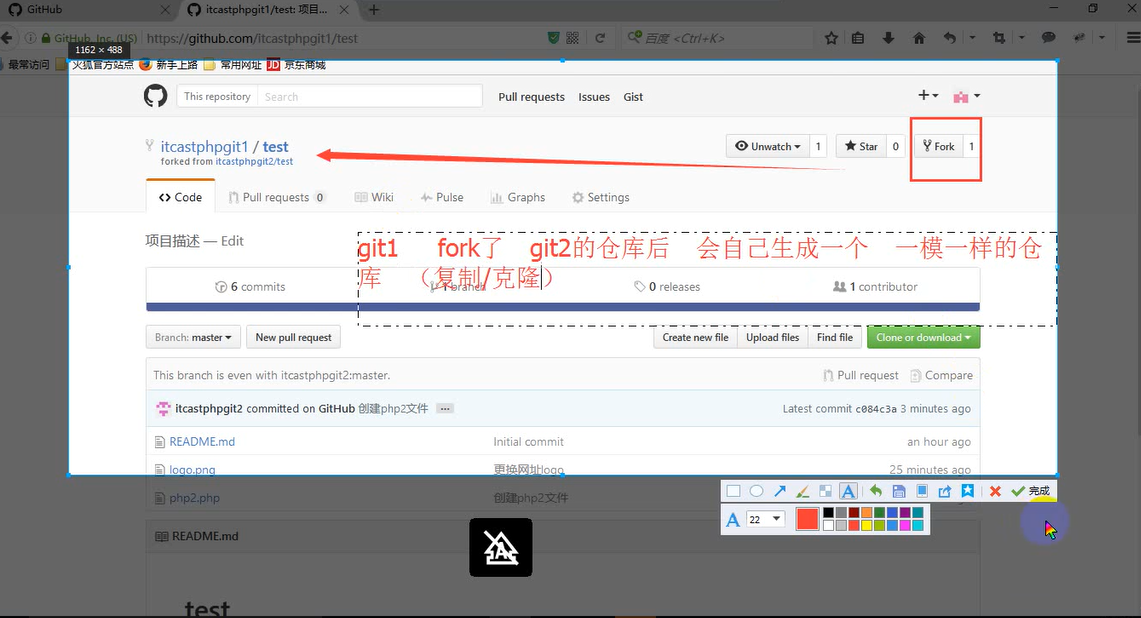 GitHub
itcastphpgit1/test: 项目...
GitHub, Inc. (US)
https://github.com/itcastphpgit1/test
百度 <Ctrl+K>
1162 × 488
最常访问
火狐官方站点
新手上路
常用网址
JD 京东商城
This repository
Search
Pull requests
Issues
Gist
itcastphpgit1 / test
forked from itcastphpgit2/test
Unwatch
1
Star
0
Fork
1
Code
Pull requests 0
Wiki
Pulse
Graphs
Settings
项目描述 — Edit
git1 fork了 git2的仓库后 会自己生成一个 一模一样的仓
库 （复制/克隆）
6 commits
1 branch
0 releases
1 contributor
Branch: master
New pull request
Create new file
Upload files
Find file
Clone or download
This branch is even with itcastphpgit2:master.
Pull request
Compare
itcastphpgit2 committed on GitHub 创建php2文件 ...
Latest commit c084c3a 3 minutes ago
README.md
Initial commit
an hour ago
logo.png
更换网址logo
25 minutes ago
php2.php
创建php2文件
A
完成
A
22
README.md
A
test